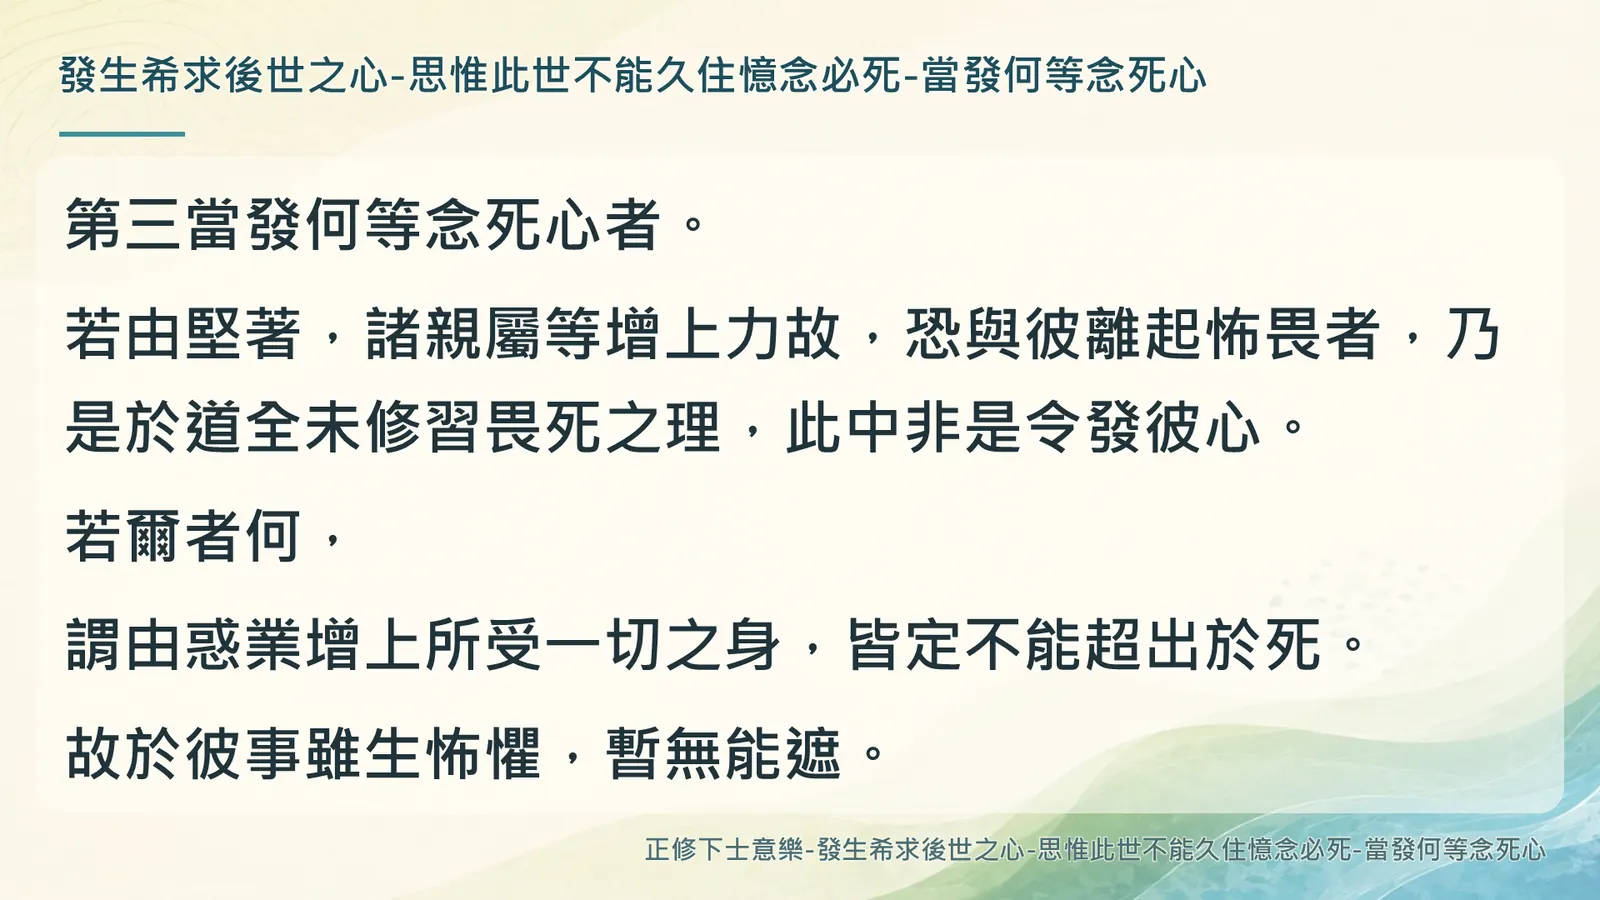 發生希求後世之心-思惟此世不能久住憶念必死-當發何等念死心
第三當發何等念死心者。
若由堅著，諸親屬等增上力故，恐與彼離起怖畏者，乃
是於道全未修習畏死之理，此中非是令發彼心。
若爾者何，
謂由惑業增上所受一切之身，皆定不能超出於死。
故於彼事雖生怖懼，暫無能遮。
正修下士意樂-發生希求後世之心-思惟此世不能久住憶念必死-當發何等念死心